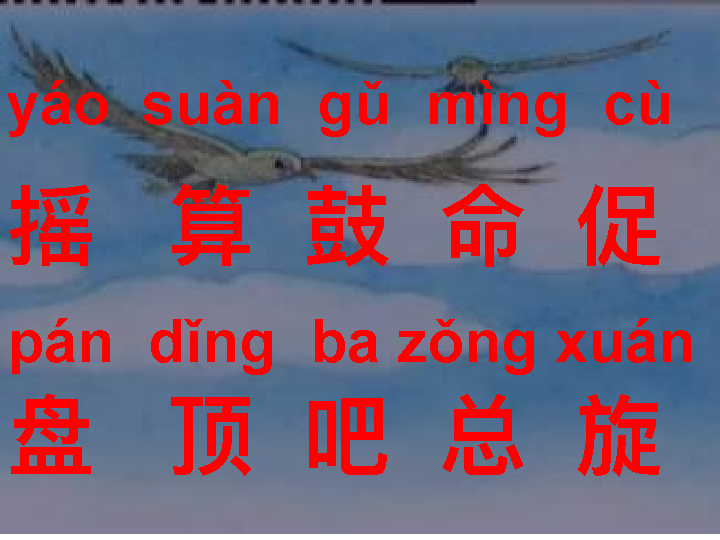 yáo suàn gǔ mìng cù
摇 算 鼓 命 促
pán dǐng ba zǒng xuán
盘 顶 吧 总 旋